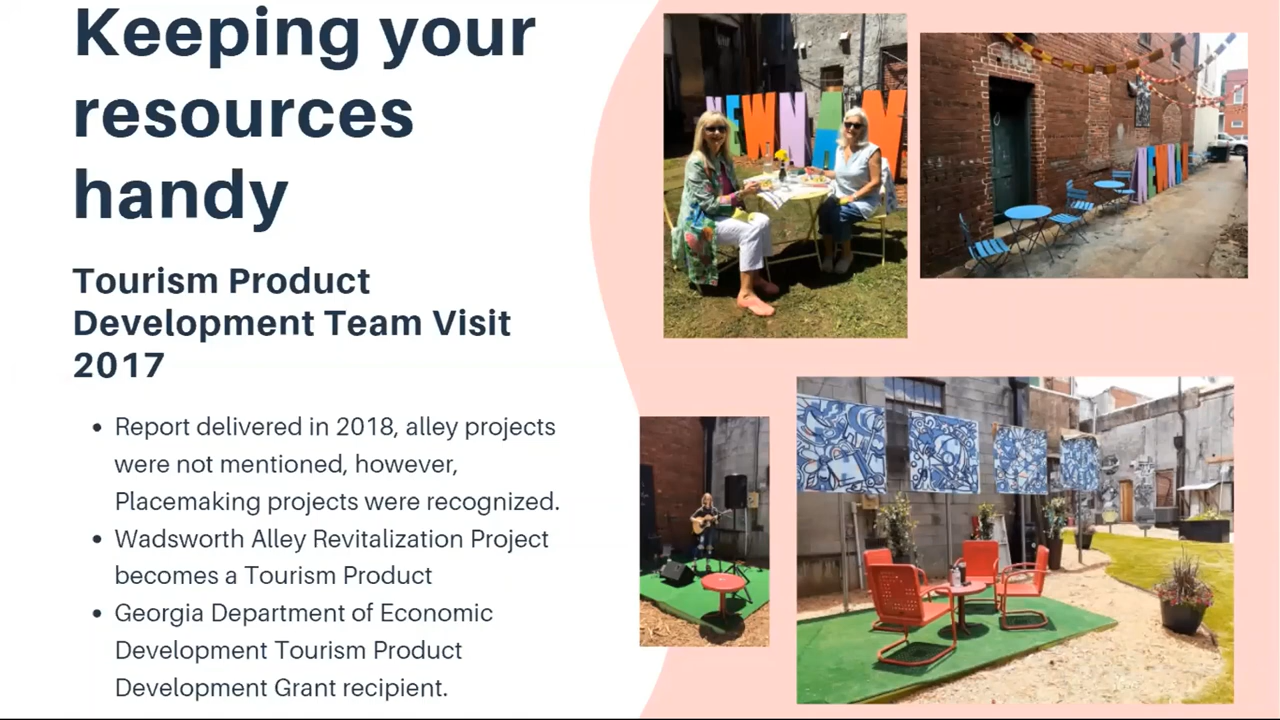 Keeping your
resources
handy
Tourism Product
Development Team Visit
2017
• Report delivered in 2018, alley projects
were not mentioned, however,
Placemaking projects were recognized.
• Wadsworth Alley Revitalization Project
becomes a Tourism Product
• Georgia Department of Economic
Development Tourism Product
Development Grant recipient.
NEWNAN
NEWNAN